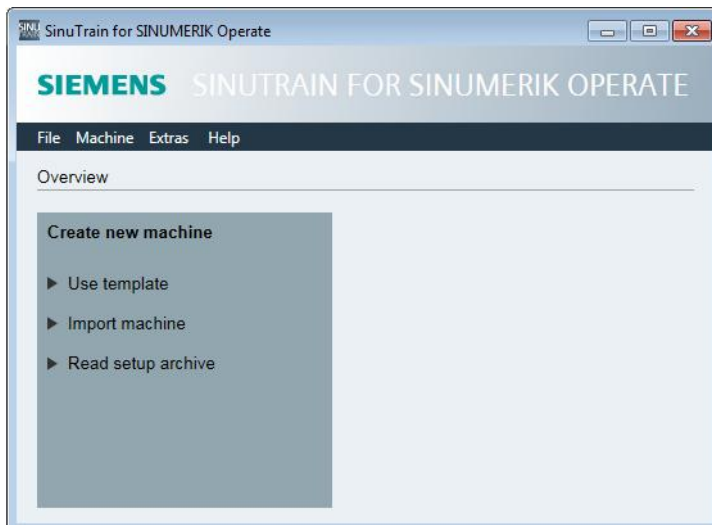 SINU SinuTrain for SINUMERIK Operate
SIEMENS SINUTRAIN FOR SINUMERIK OPERATE
File Machine Extras Help
Overview
Create new machine
Use template
Import machine
Read setup archive